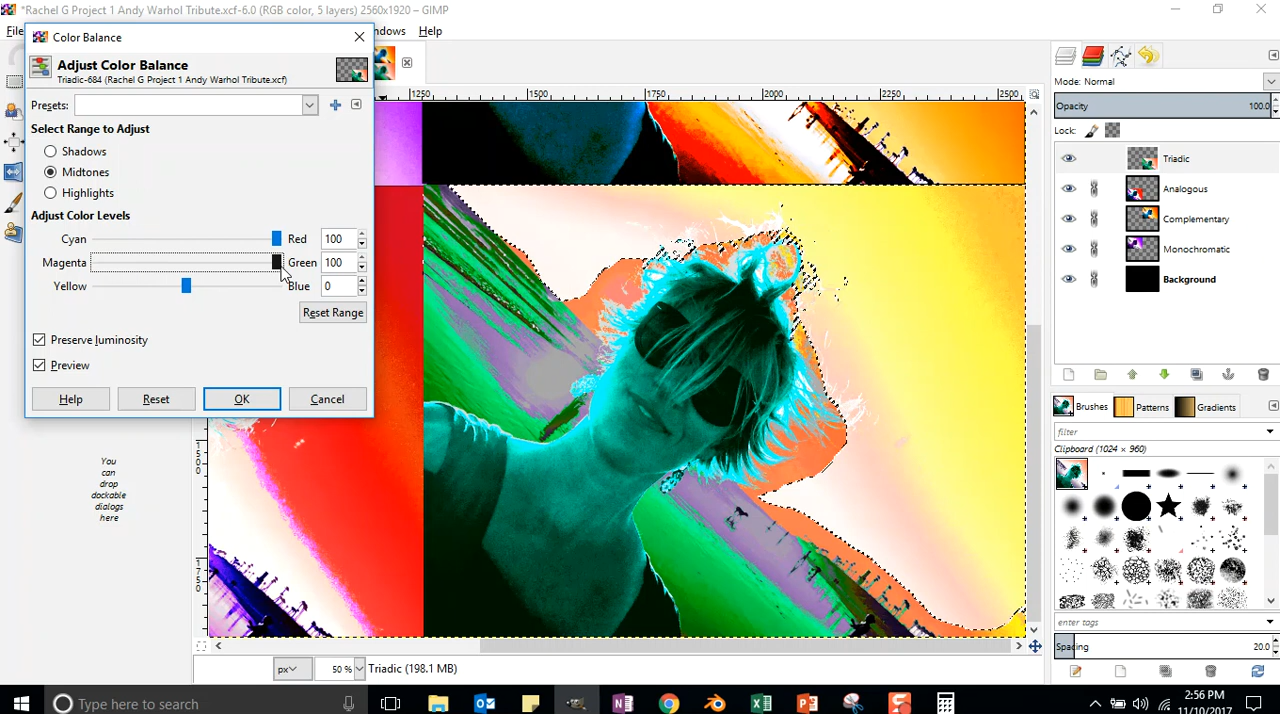 *Rachel G Project 1 Andy Warhol Tribute.xcf-6.0 (RGB color, 5 layers) 2560x1920 – GIMP
File
ndows Help
Color Balance
Adjust Color Balance
Triadic-684 (Rachel G Project 1 Andy Warhol Tribute.xcf)
Presets:
Select Range to Adjust
Shadows
Midtones
Highlights
Adjust Color Levels
Cyan Red 100
Magenta Green 100
Yellow Blue 0
Reset Range
Preserve Luminosity
Preview
Help Reset OK Cancel
You
can
drop
dockable
dialogs
here
1250 1500 1750 2000 2250 2500
Mode: Normal
Opacity 100.0
Lock:
Triadic
Analogous
Complementary
Monochromatic
Background
Brushes Patterns Gradients
filter
Clipboard (1024 × 960)
enter tags
Spacing 20.0
px 50 % Triadic (198.1 MB)
Type here to search
2:56 PM
11/10/2017